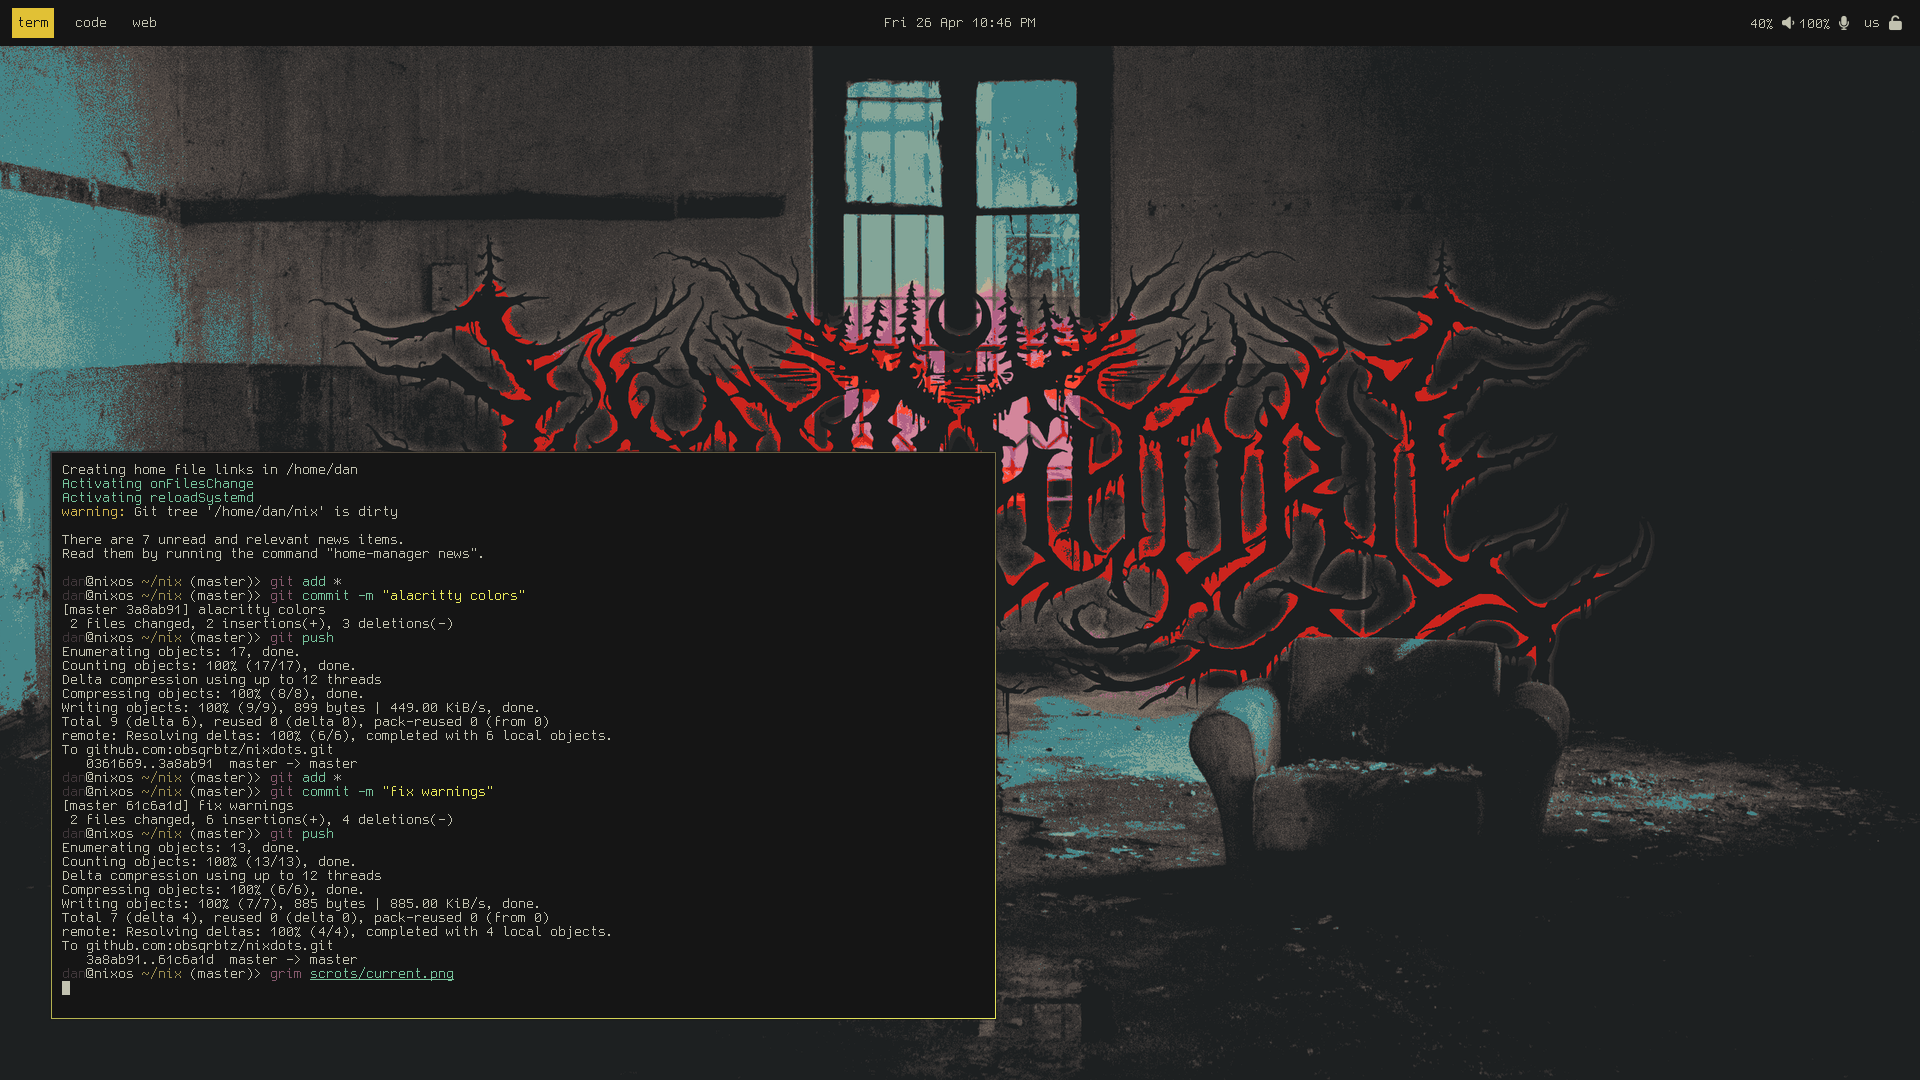 term code web
Fri 26 Apr 10:46 PM
40% 100% us
Creating home file links in /home/dan
Activating onFilesChange
Activating reloadSystemd
warning: Git tree '/home/dan/nix' is dirty
There are 7 unread and relevant news items.
Read them by running the command "home-manager news".
dan@nixos ~/nix (master)> git add *
dan@nixos ~/nix (master)> git commit -m "alacritty colors"
[master 3a8ab91] alacritty colors
 2 files changed, 2 insertions(+), 3 deletions(-)
dan@nixos ~/nix (master)> git push
Enumerating objects: 17, done.
Counting objects: 100% (17/17), done.
Delta compression using up to 12 threads
Compressing objects: 100% (8/8), done.
Writing objects: 100% (9/9), 899 bytes | 449.00 KiB/s, done.
Total 9 (delta 6), reused 0 (delta 0), pack-reused 0 (from 0)
remote: Resolving deltas: 100% (6/6), completed with 6 local objects.
To github.com:obsqrbtz/nixdots.git
   0361669..3a8ab91  master -> master
dan@nixos ~/nix (master)> git add *
dan@nixos ~/nix (master)> git commit -m "fix warnings"
[master 61c6a1d] fix warnings
 2 files changed, 6 insertions(+), 4 deletions(-)
dan@nixos ~/nix (master)> git push
Enumerating objects: 13, done.
Counting objects: 100% (13/13), done.
Delta compression using up to 12 threads
Compressing objects: 100% (6/6), done.
Writing objects: 100% (7/7), 885 bytes | 885.00 KiB/s, done.
Total 7 (delta 4), reused 0 (delta 0), pack-reused 0 (from 0)
remote: Resolving deltas: 100% (4/4), completed with 4 local objects.
To github.com:obsqrbtz/nixdots.git
   3a8ab91..61c6a1d  master -> master
dan@nixos ~/nix (master)> grim scrots/current.png